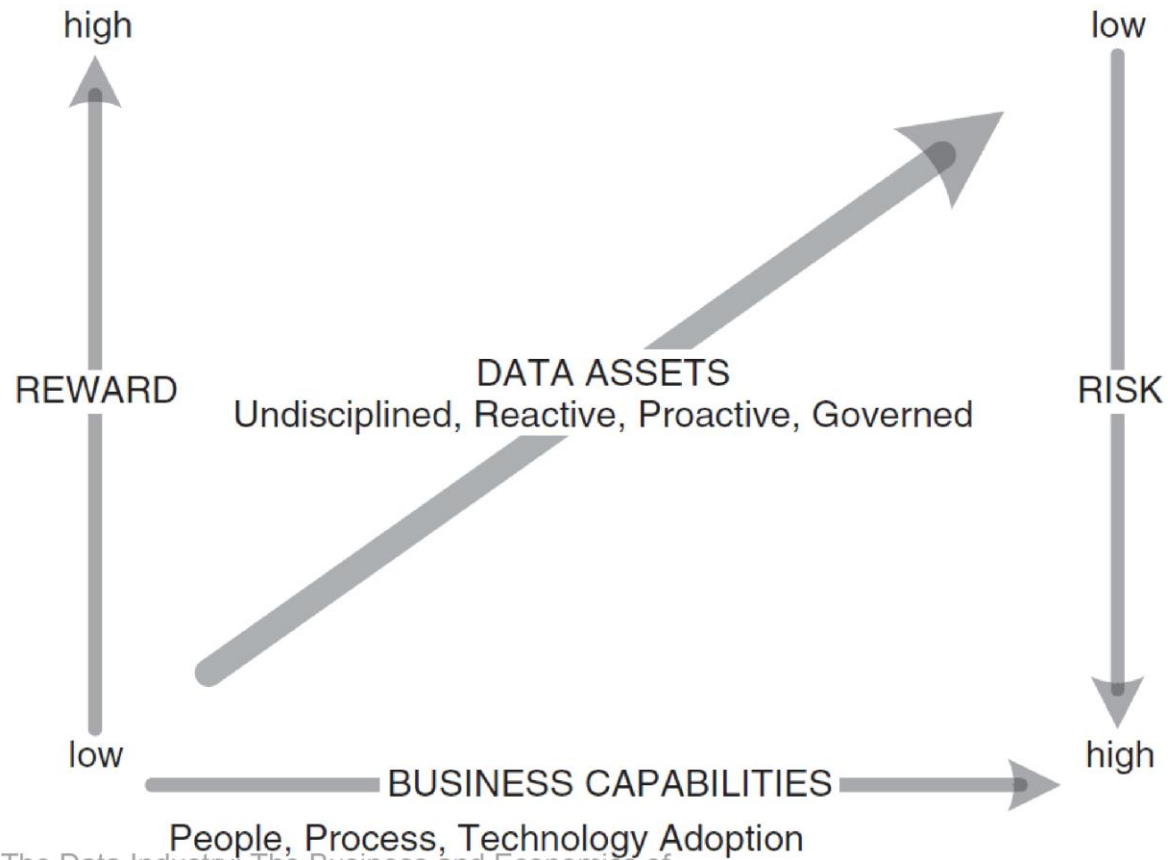 high
low
REWARD
DATA ASSETS
Undisciplined, Reactive, Proactive, Governed
RISK
low
high
BUSINESS CAPABILITIES
People, Process, Technology Adoption
The Data Industry: The Business and Economics of